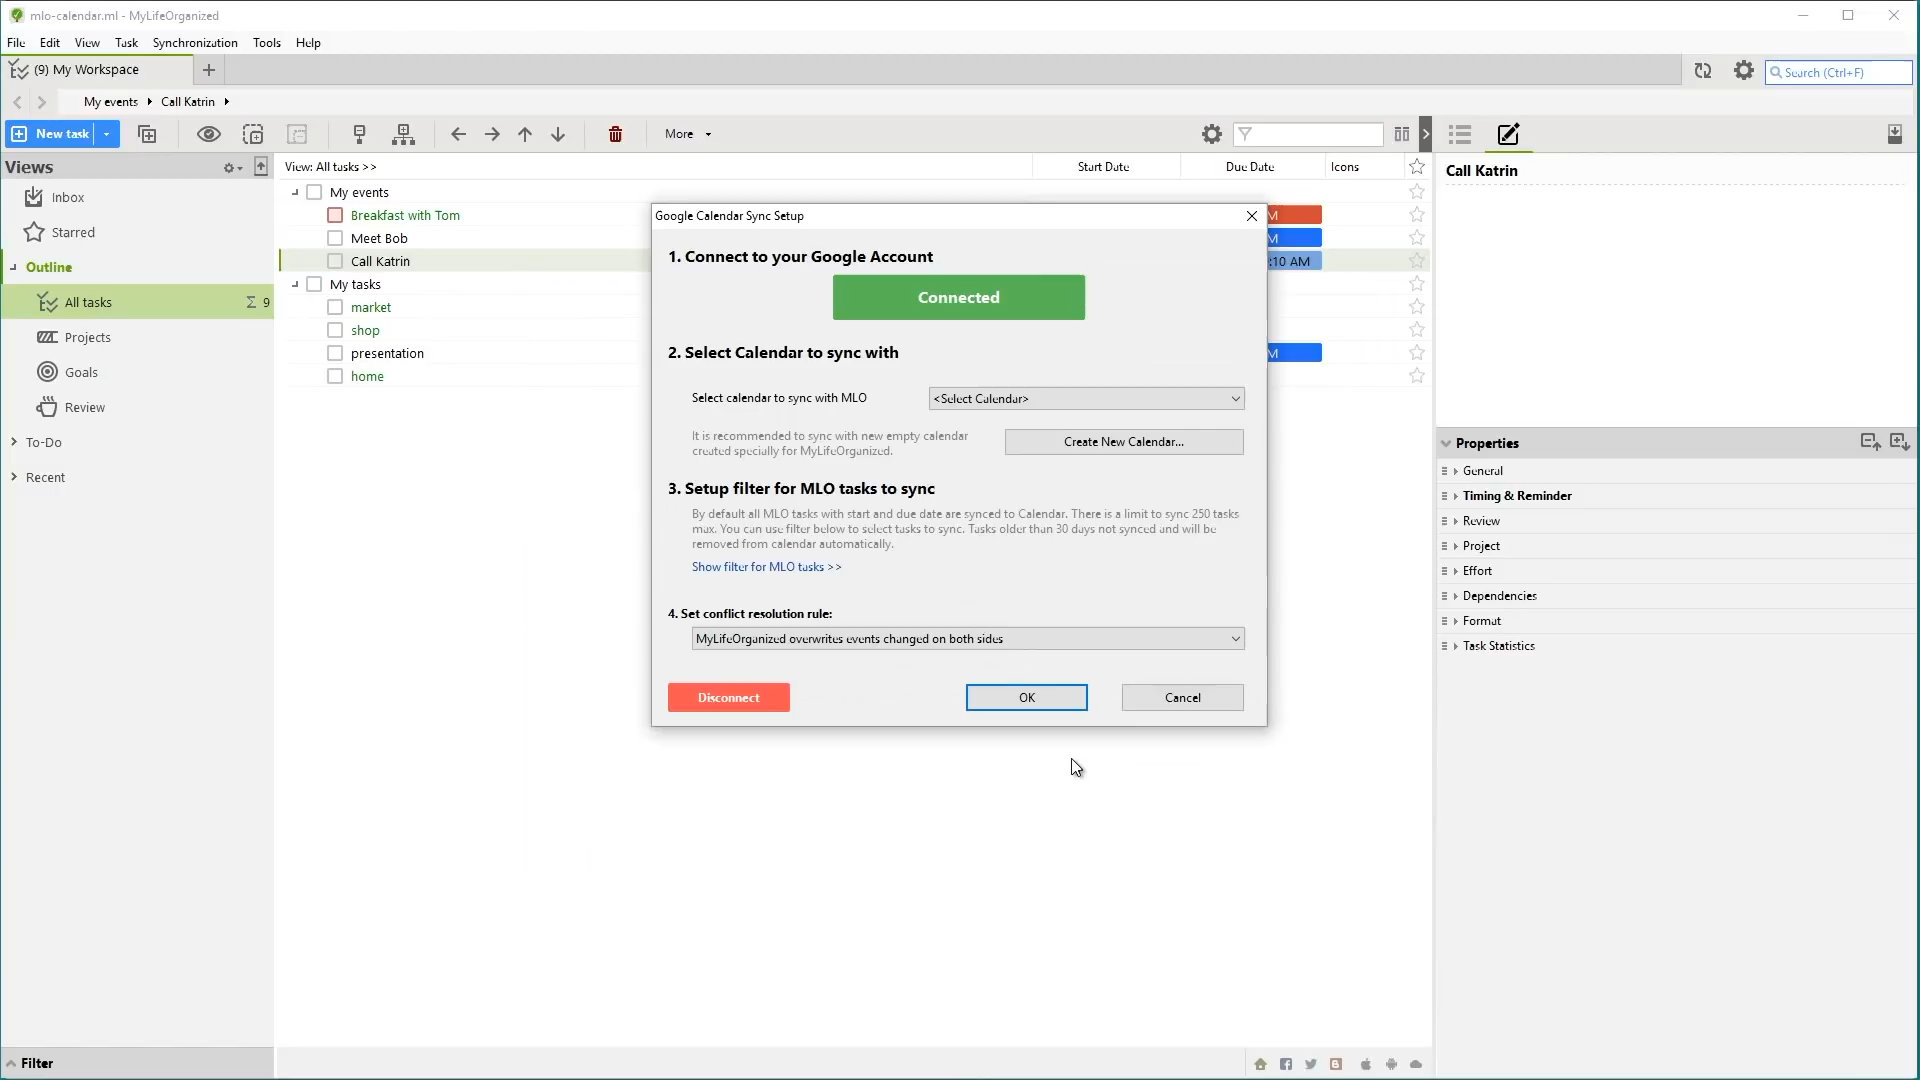 mlo-calendar.ml - MyLifeOrganized
File Edit View Task Synchronization Tools Help
(9) My Workspace
Search (Ctrl+F)
My events Call Katrin
New task
More
Views
View: All tasks >>
Start Date
Due Date
Icons
Call Katrin
Inbox
Starred
Outline
All tasks
Σ 9
Projects
Goals
Review
To-Do
Recent
Filter
My events
Breakfast with Tom
M
Meet Bob
M
Call Katrin
:10 AM
My tasks
market
shop
presentation
M
home
Google Calendar Sync Setup
1. Connect to your Google Account
Connected
2. Select Calendar to sync with
Select calendar to sync with MLO
<Select Calendar>
It is recommended to sync with new empty calendar
created specially for MyLifeOrganized.
Create New Calendar...
3. Setup filter for MLO tasks to sync
By default all MLO tasks with start and due date are synced to Calendar. There is a limit to sync 250 tasks
max. You can use filter below to select tasks to sync. Tasks older than 30 days not synced and will be
removed from calendar automatically.
Show filter for MLO tasks >>
4. Set conflict resolution rule:
MyLifeOrganized overwrites events changed on both sides
Disconnect
OK
Cancel
Properties
General
Timing & Reminder
Review
Project
Effort
Dependencies
Format
Task Statistics